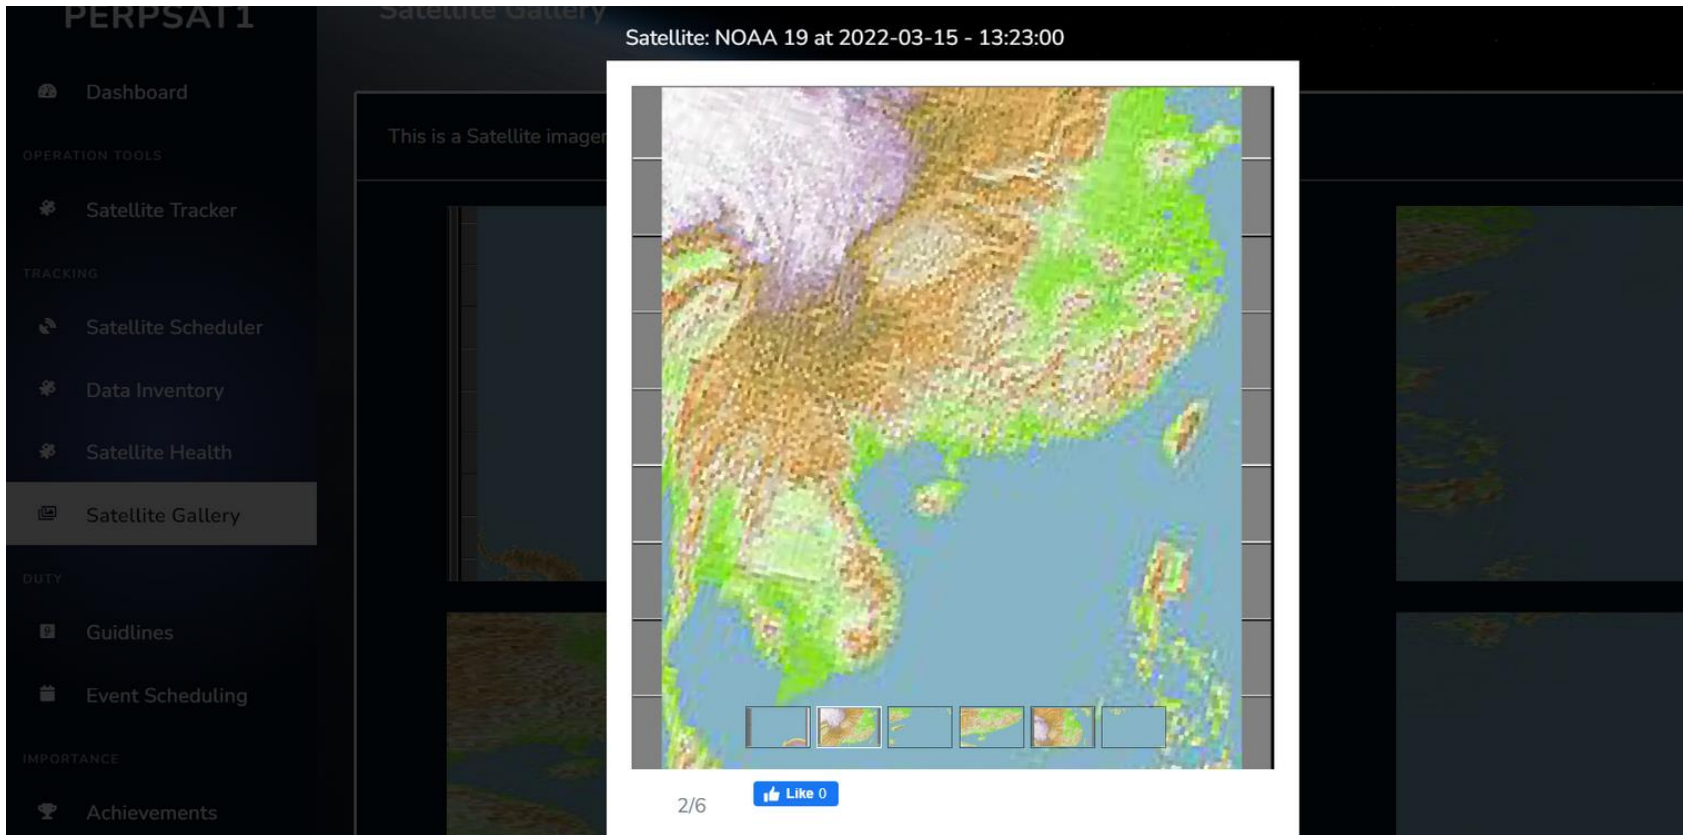 PERPSAT1
Dashboard
OPERATION TOOLS
Satellite Tracker
TRACKING
Satellite Scheduler
Data Inventory
Satellite Health
Satellite Gallery
DUTY
Guidlines
Event Scheduling
IMPORTANCE
Achievements
Satellite Gallery
This is a Satellite imager
Satellite: NOAA 19 at 2022-03-15 - 13:23:00
2/6
Like 0